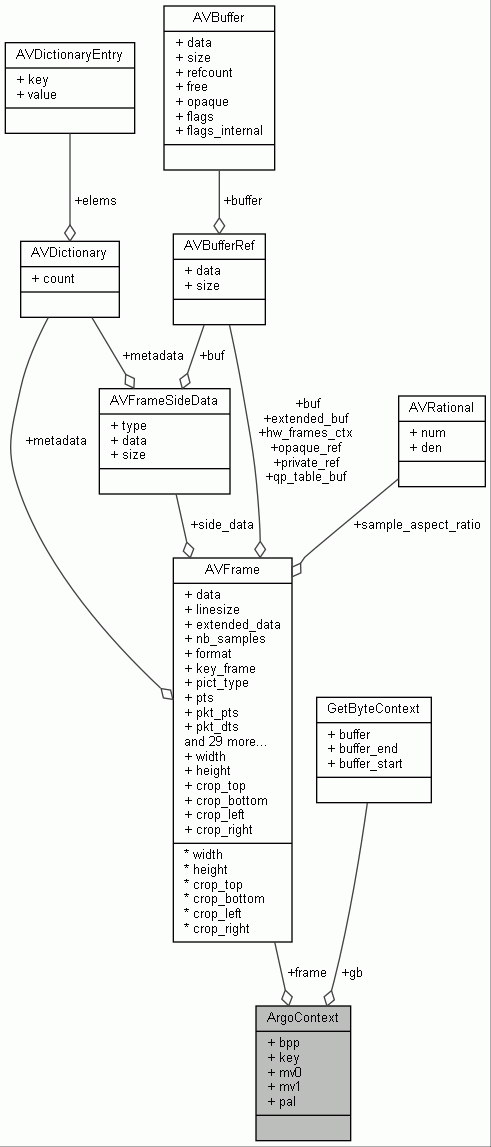 AVBuffer
+ data
+ size
+ refcount
+ free
+ opaque
+ flags
+ flags_internal
AVDictionaryEntry
+ key
+ value
+elems
+buffer
AVDictionary
+ count
AVBufferRef
+ data
+ size
+metadata
+buf
AVFrameSideData
+ type
+ data
+ size
+metadata
+buf
+extended_buf
+hw_frames_ctx
+opaque_ref
+private_ref
+qp_table_buf
AVRational
+ num
+ den
+side_data
+sample_aspect_ratio
AVFrame
+ data
+ linesize
+ extended_data
+ nb_samples
+ format
+ key_frame
+ pict_type
+ pts
+ pkt_pts
+ pkt_dts
and 29 more...
+ width
+ height
+ crop_top
+ crop_bottom
+ crop_left
+ crop_right
* width
* height
* crop_top
* crop_bottom
* crop_left
* crop_right
GetByteContext
+ buffer
+ buffer_end
+ buffer_start
+frame
+gb
ArgoContext
+ bpp
+ key
+ mv0
+ mv1
+ pal